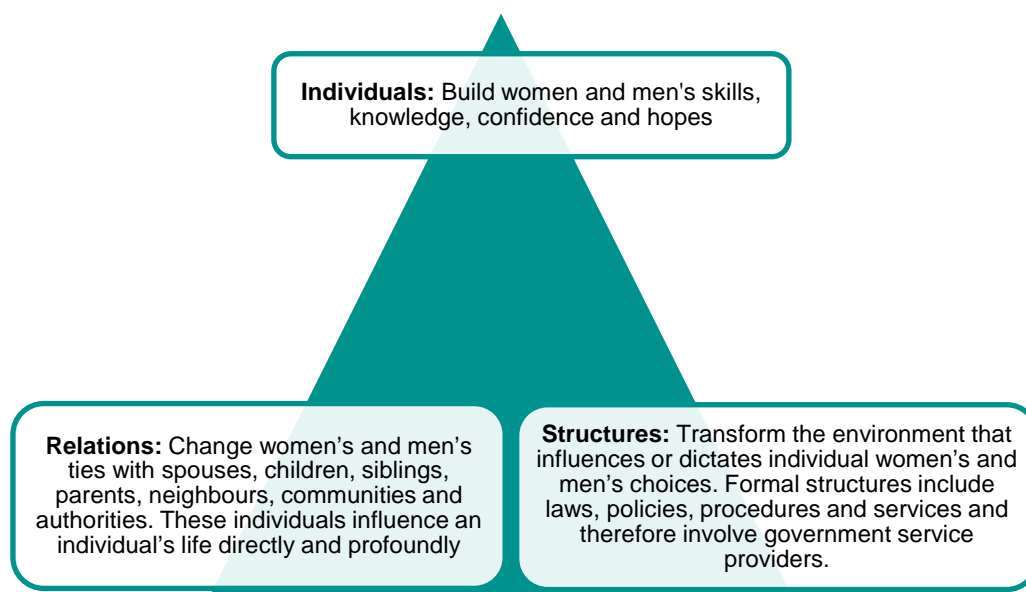 Individuals: Build women and men's skills,
knowledge, confidence and hopes
Relations: Change women’s and men’s
ties with spouses, children, siblings,
parents, neighbours, communities and
authorities. These individuals influence an
individual’s life directly and profoundly
Structures: Transform the environment that
influences or dictates individual women’s and
men’s choices. Formal structures include
laws, policies, procedures and services and
therefore involve government service
providers.